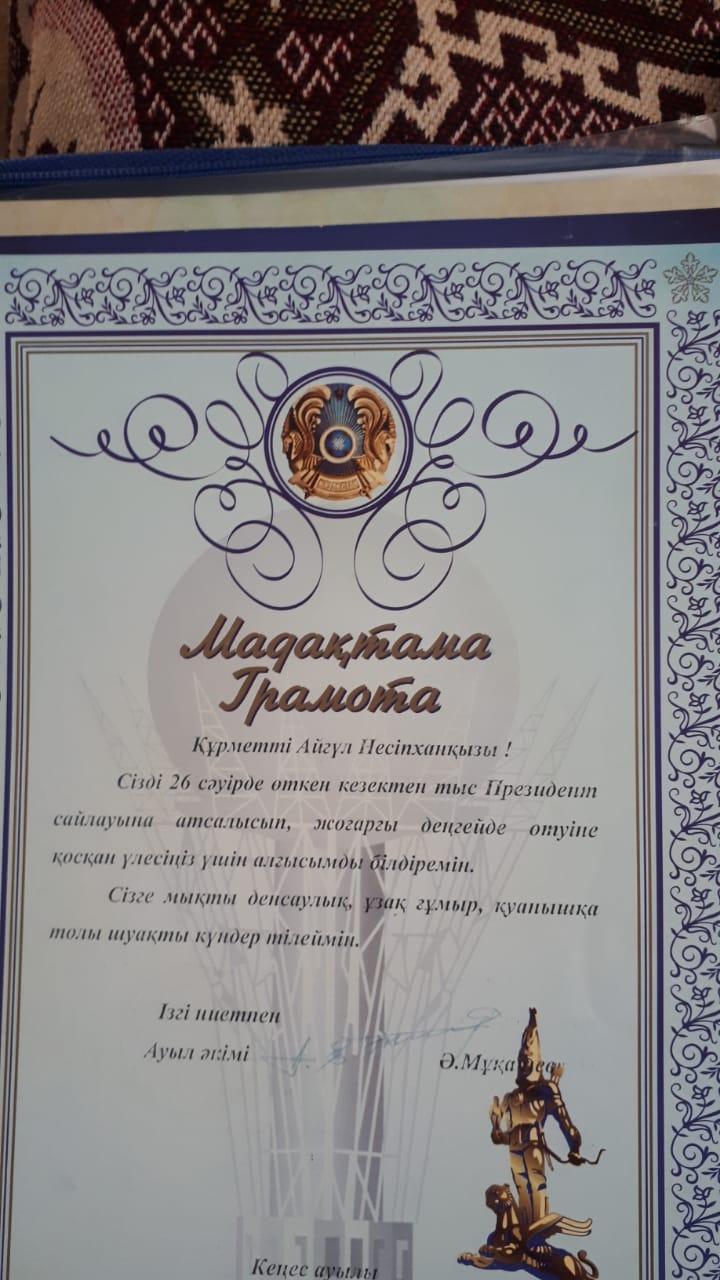 Мадақтама
Грамота
Құрметті Айгүл Несіпханқызы !
Сізді 26 сәуірде өткен кезектен тыс Президент
сайлауына атсалысып, жоғарғы деңгейде өтуіне
қосқан үлесіңіз үшін алғысымды білдіремін.
Сізге мықты денсаулық, ұзақ ғұмыр, қуанышқа
толы шуақты күндер тілеймін.
Ізгі ниетпен
Ауыл әкімі
Кеңес ауылы